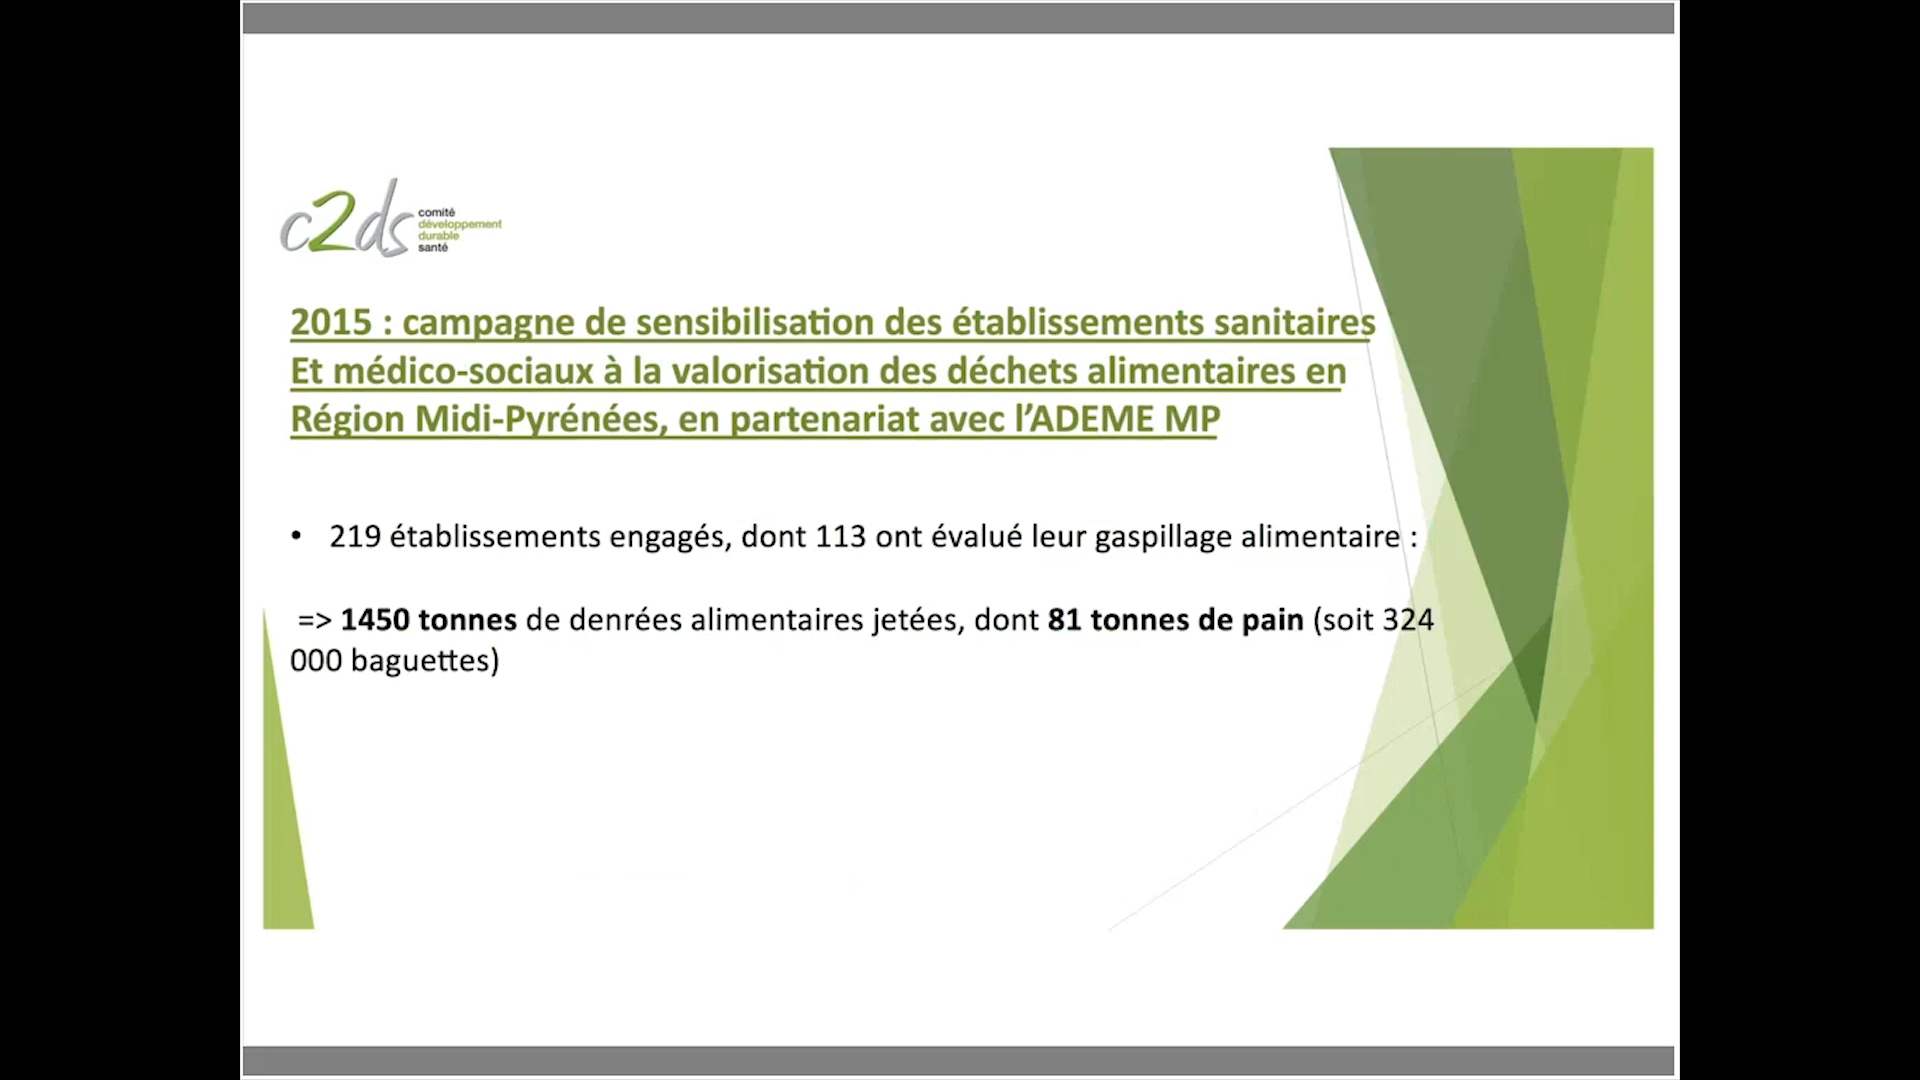 c2ds
comité
développement
durable
santé
2015 : campagne de sensibilisation des établissements sanitaires
Et médico-sociaux à la valorisation des déchets alimentaires en
Région Midi-Pyrénées, en partenariat avec l’ADEME MP
• 219 établissements engagés, dont 113 ont évalué leur gaspillage alimentaire :
=> 1450 tonnes de denrées alimentaires jetées, dont 81 tonnes de pain (soit 324
000 baguettes)